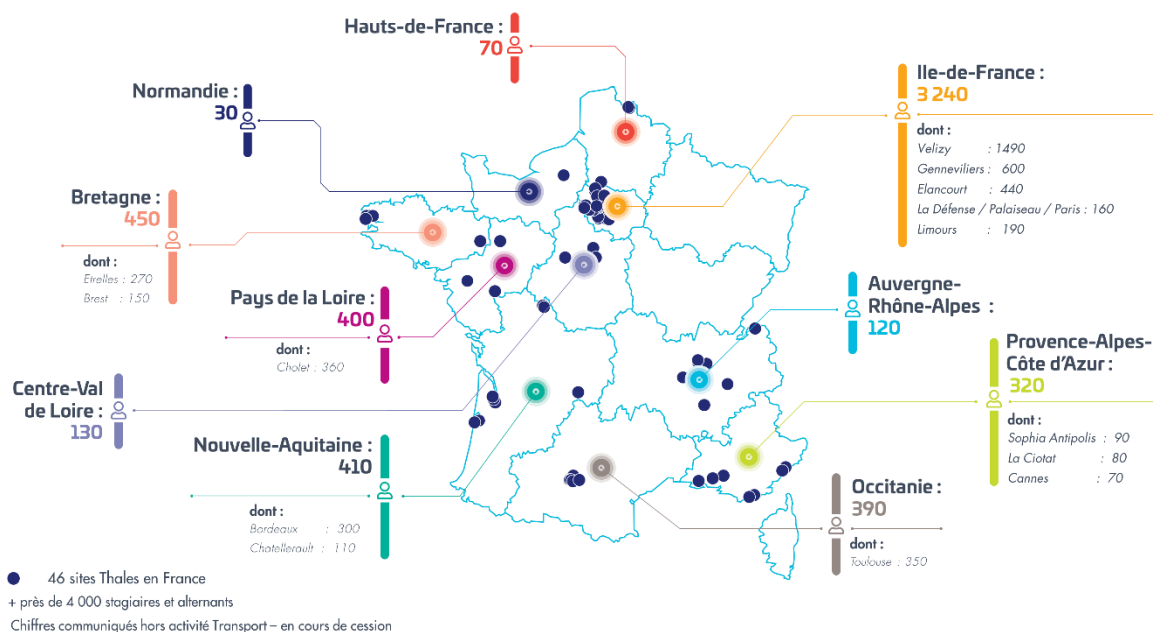 Hauts-de-France :
70
Normandie :
30
Ile-de-France :
3 240
dont :
Velizy : 1490
Gennevilliers : 600
Elancourt : 440
La Défense / Palaiseau / Paris : 160
Limours : 190
Bretagne :
450
dont :
Etrelles : 270
Brest : 150
Pays de la Loire :
400
dont :
Cholet : 360
Auvergne-
Rhône-Alpes :
120
Provence-Alpes-
Côte d'Azur :
320
dont :
Sophia Antipolis : 90
La Ciotat : 80
Cannes : 70
Centre-Val
de Loire :
130
Nouvelle-Aquitaine :
410
dont :
Bordeaux : 300
Chatellerault : 110
Occitanie :
390
dont :
Toulouse : 350
46 sites Thales en France
+ près de 4 000 stagiaires et alternants
Chiffres communiqués hors activité Transport – en cours de cession